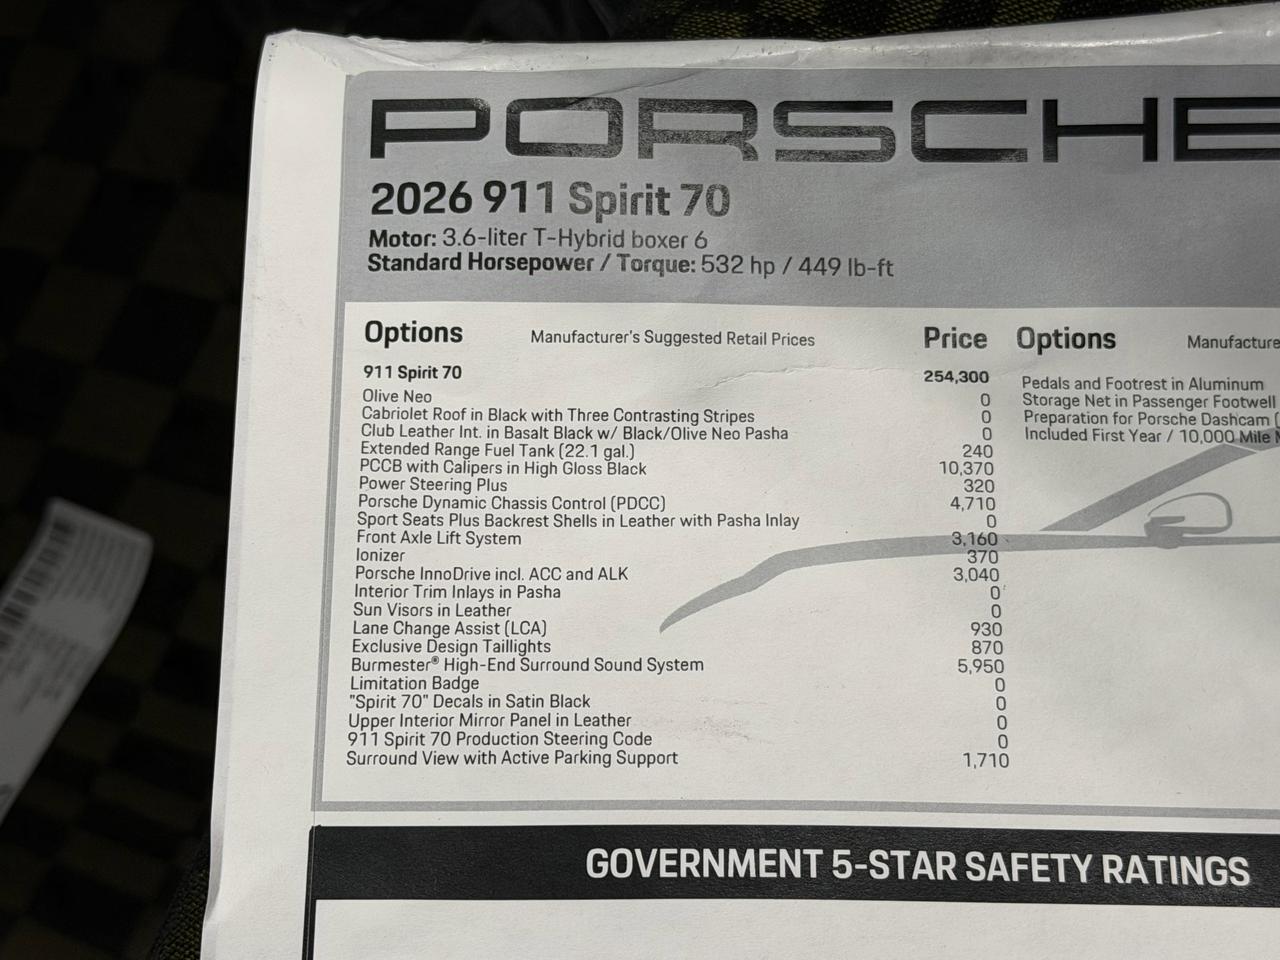 PORSCHE
2026 911 Spirit 70
Motor: 3.6-liter T-Hybrid boxer 6
Standard Horsepower / Torque: 532 hp / 449 lb-ft
Options Manufacturer's Suggested Retail Prices Price
911 Spirit 70 254,300
Olive Neo 0
Cabriolet Roof in Black with Three Contrasting Stripes 0
Club Leather Int. in Basalt Black w/ Black/Olive Neo Pasha 0
Extended Range Fuel Tank (22.1 gal.) 240
PCCB with Calipers in High Gloss Black 10,370
Power Steering Plus 320
Porsche Dynamic Chassis Control (PDCC) 4,710
Sport Seats Plus Backrest Shells in Leather with Pasha Inlay 0
Front Axle Lift System 3,160
Ionizer 370
Porsche InnoDrive incl. ACC and ALK 3,040
Interior Trim Inlays in Pasha 0
Sun Visors in Leather 0
Lane Change Assist (LCA) 930
Exclusive Design Taillights 870
Burmester® High-End Surround Sound System 5,950
Limitation Badge 0
"Spirit 70" Decals in Satin Black 0
Upper Interior Mirror Panel in Leather 0
911 Spirit 70 Production Steering Code 0
Surround View with Active Parking Support 1,710
Options Manufacture
Pedals and Footrest in Aluminum
Storage Net in Passenger Footwell
Preparation for Porsche Dashcam (
Included First Year / 10,000 Mile
GOVERNMENT 5-STAR SAFETY RATINGS